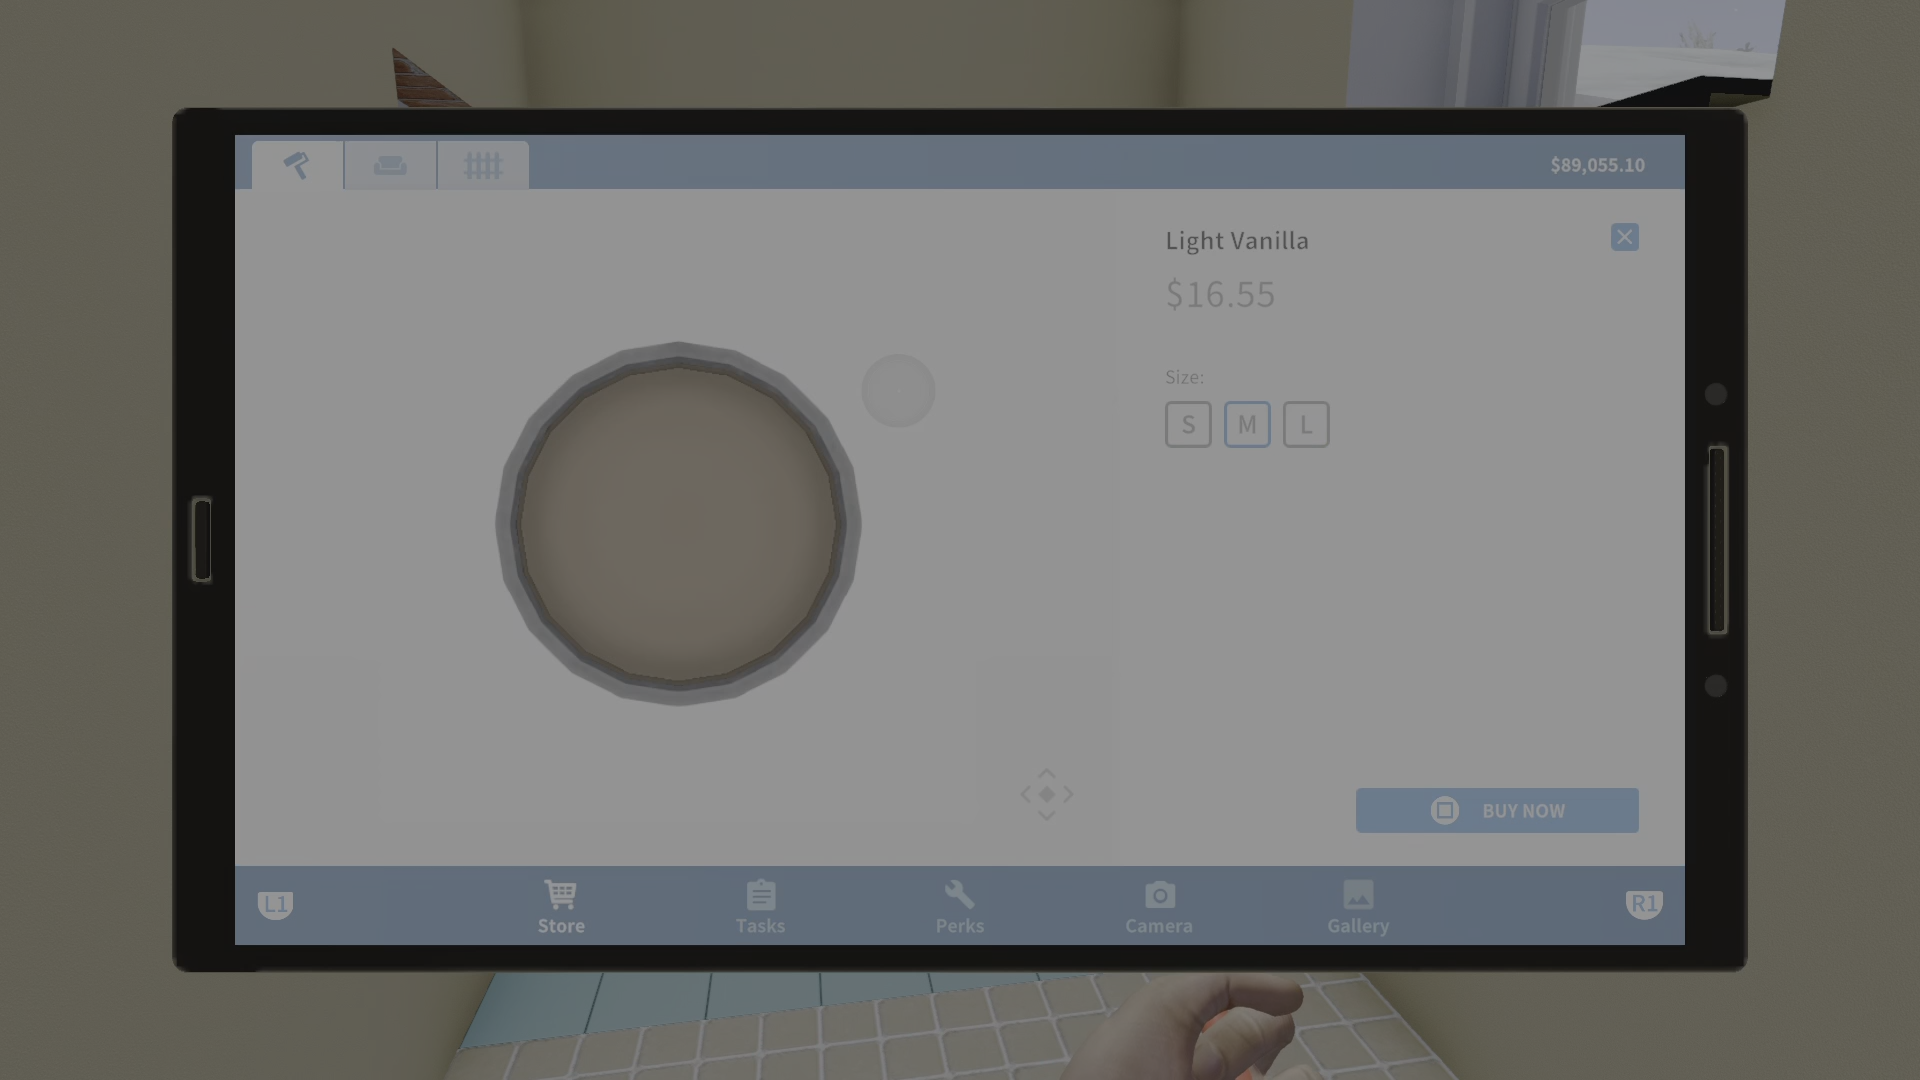 $89,055.10
Light Vanilla
$16.55
Size:
S M L
BUY NOW
L1 Store Tasks Perks Camera Gallery R1